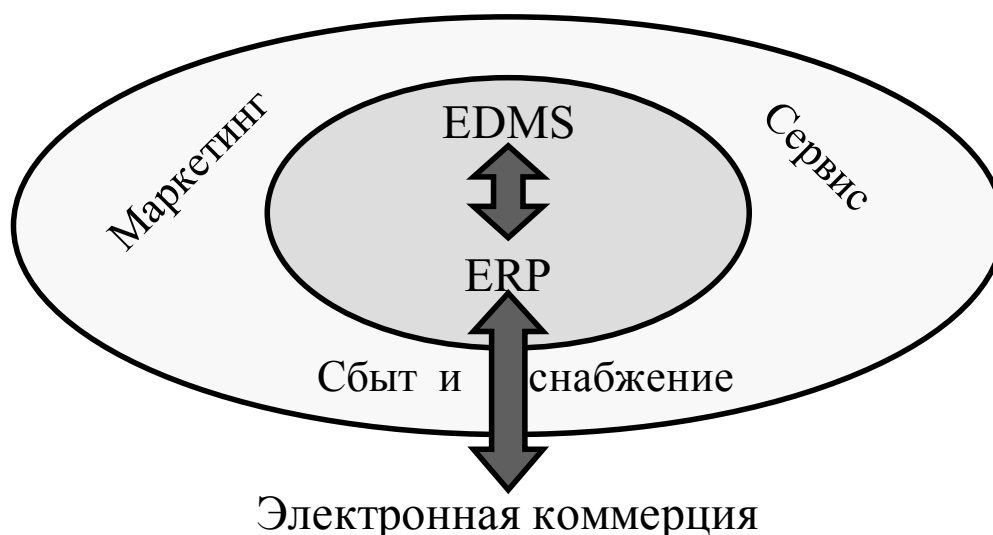 Маркетинг
EDMS
Сервис
ERP
Сбыт и снабжение
Электронная коммерция